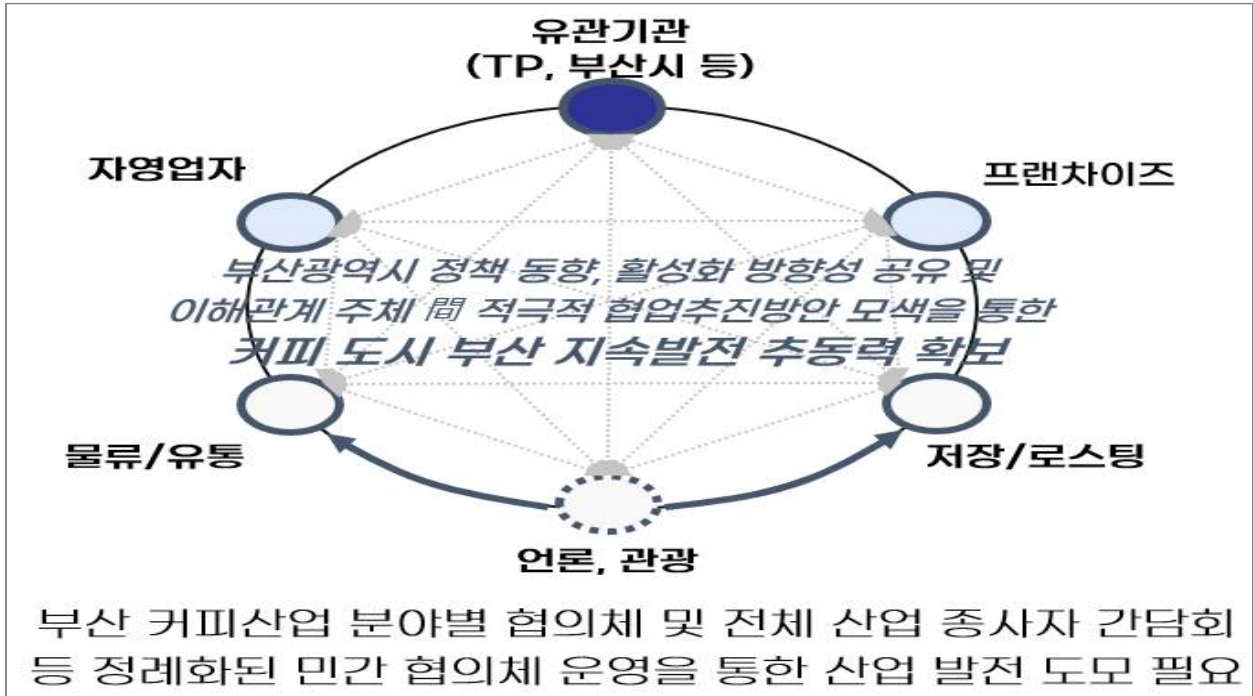 유관기관
(TP, 부산시 등)
자영업자
프랜차이즈
부산광역시 정책 동향, 활성화 방향성 공유 및
이해관계 주체 間 적극적 협업추진방안 모색을 통한
커피 도시 부산 지속발전 추동력 확보
물류/유통
저장/로스팅
언론, 관광
부산 커피산업 분야별 협의체 및 전체 산업 종사자 간담회
등 정례화된 민간 협의체 운영을 통한 산업 발전 도모 필요